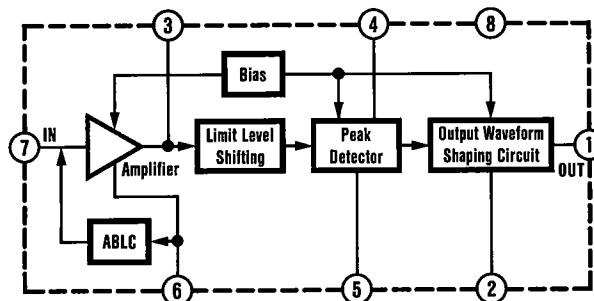 3
4
8
Bias
7
IN
Amplifier
Limit Level
Shifting
Peak
Detector
Output Waveform
Shaping Circuit
1
OUT
ABLC
6
5
2